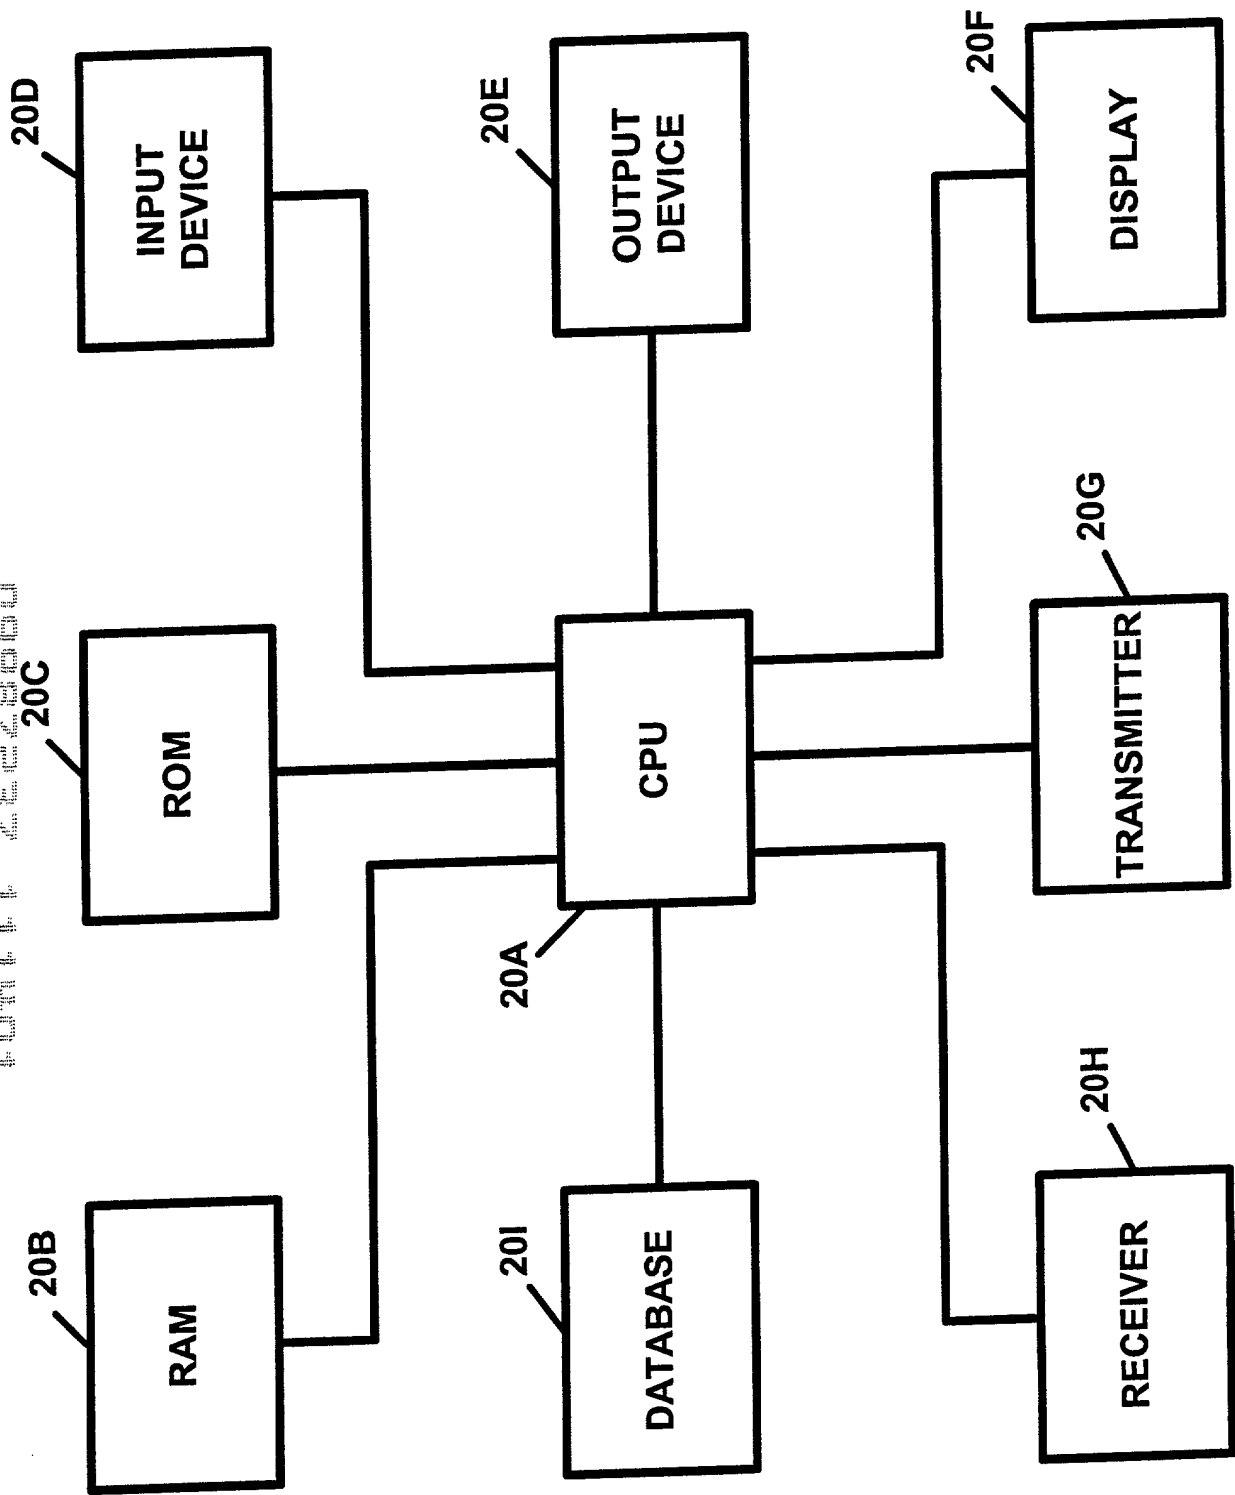 20B
RAM
20C
ROM
20D
INPUT
DEVICE
20I
DATABASE
20A
CPU
20E
OUTPUT
DEVICE
20H
RECEIVER
20G
TRANSMITTER
20F
DISPLAY